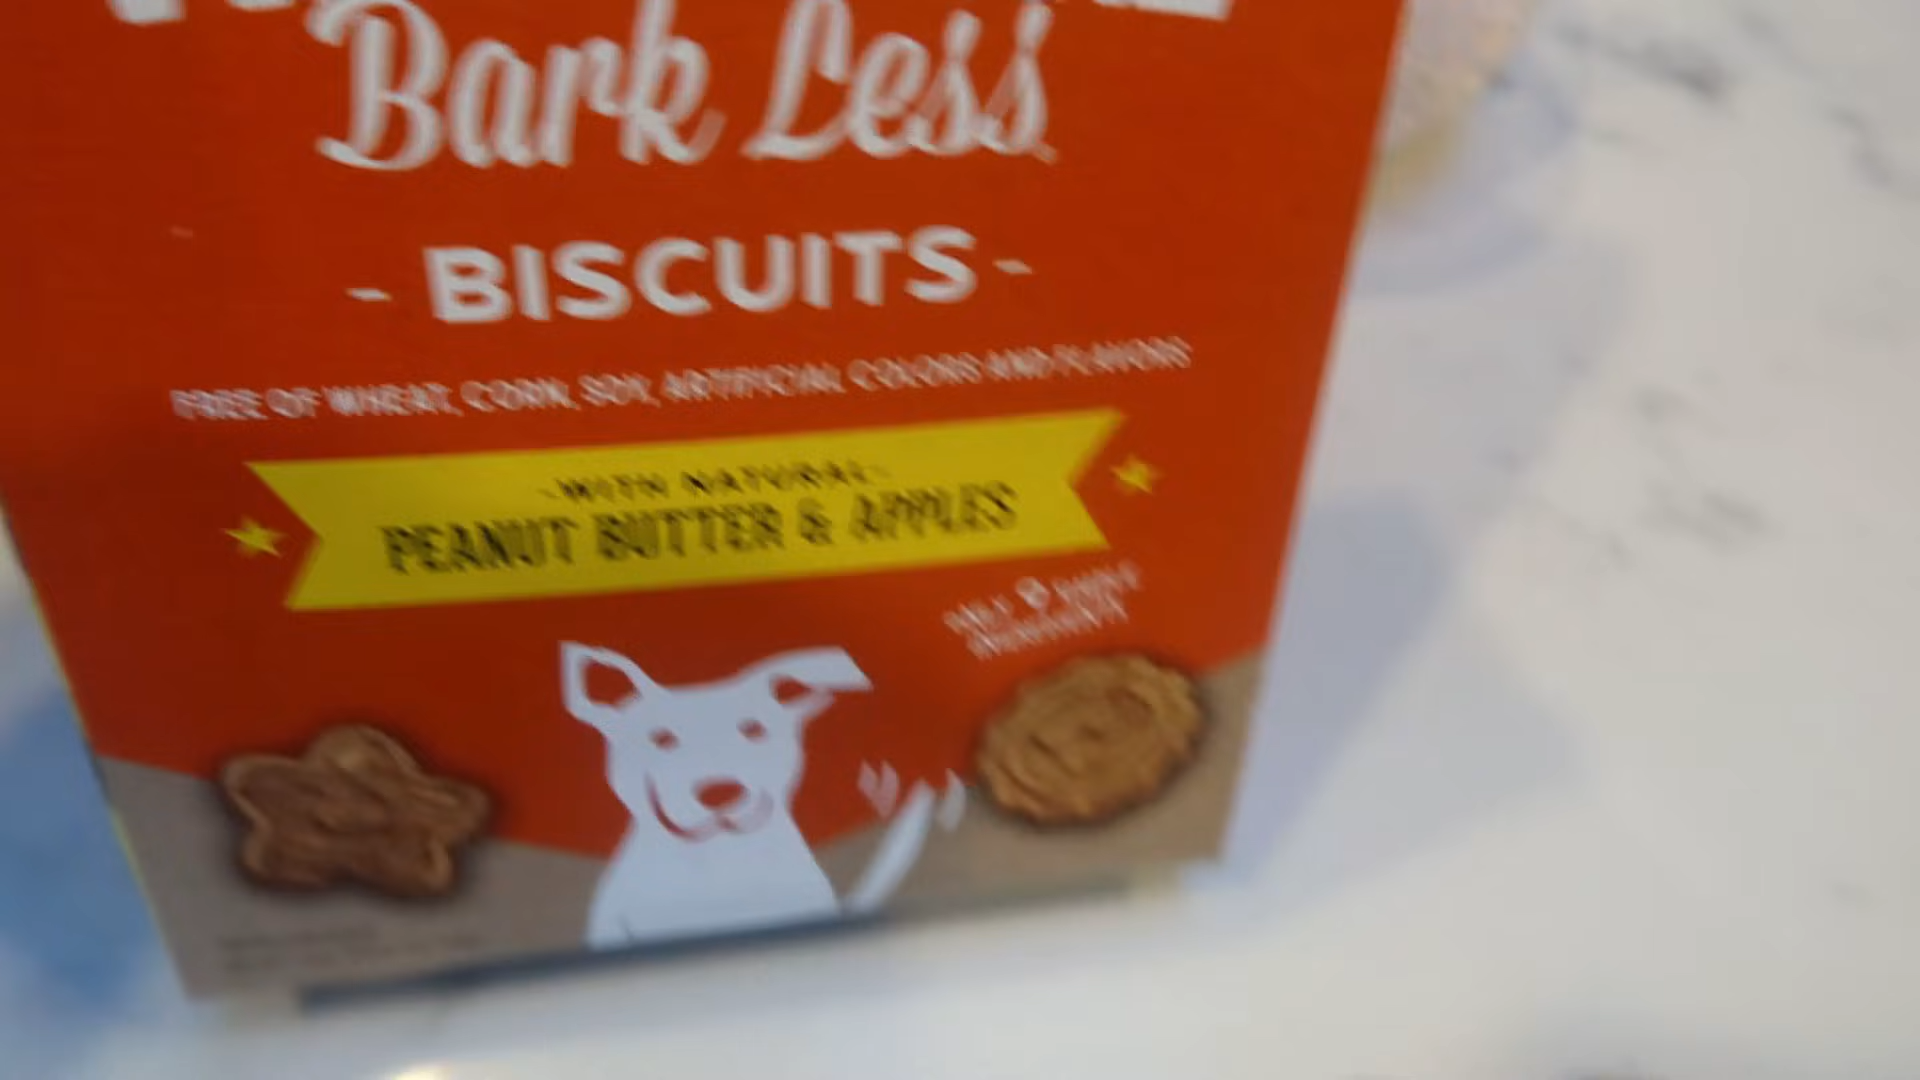 Bark Less
- BISCUITS -
FREE OF WHEAT, CORN, SOY, ARTIFICIAL COLORS AND FLAVORS
-WITH NATURAL-
PEANUT BUTTER & APPLES